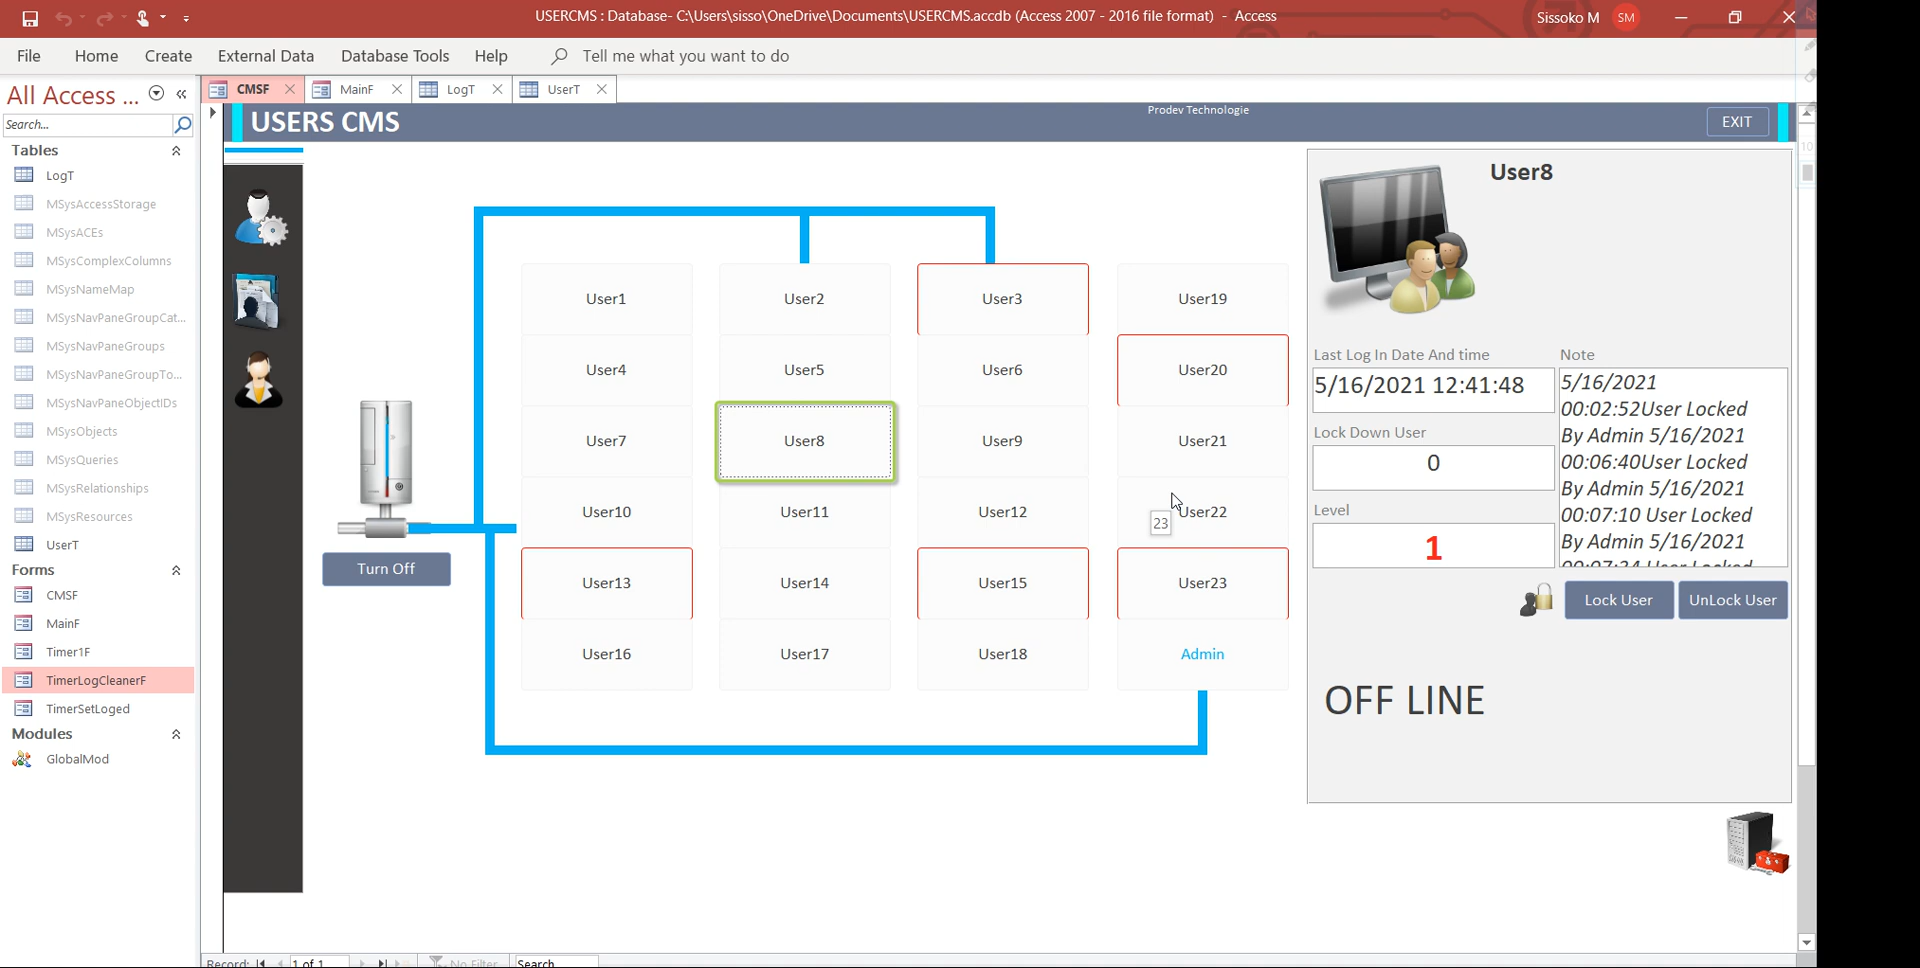 USERCMS : Database- C:\Users\sisso\OneDrive\Documents\USERCMS.accdb (Access 2007 - 2016 file format) - Access
Sissoko M SM
File Home Create External Data Database Tools Help Tell me what you want to do
All Access ...
Search...
Tables
LogT
MSysAccessStorage
MSysACEs
MSysComplexColumns
MSysNameMap
MSysNavPaneGroupCat...
MSysNavPaneGroups
MSysNavPaneGroupTo...
MSysNavPaneObjectIDs
MSysObjects
MSysQueries
MSysRelationships
MSysResources
UserT
Forms
CMSF
MainF
Timer1F
TimerLogCleanerF
TimerSetLoged
Modules
GlobalMod
CMSF MainF LogT UserT
USERS CMS
Prodev Technologie
EXIT
10
User1 User2 User3 User19
User4 User5 User6 User20
User7 User8 User9 User21
User10 User11 User12 User22
23
User13 User14 User15 User23
User16 User17 User18 Admin
Turn Off
User8
Last Log In Date And time
5/16/2021 12:41:48
Lock Down User
0
Level
1
Note
5/16/2021
00:02:52User Locked
By Admin 5/16/2021
00:06:40User Locked
By Admin 5/16/2021
00:07:10 User Locked
By Admin 5/16/2021
00:07:34 User Locked
Lock User UnLock User
OFF LINE
Record: 1 of 1 No Filter Search